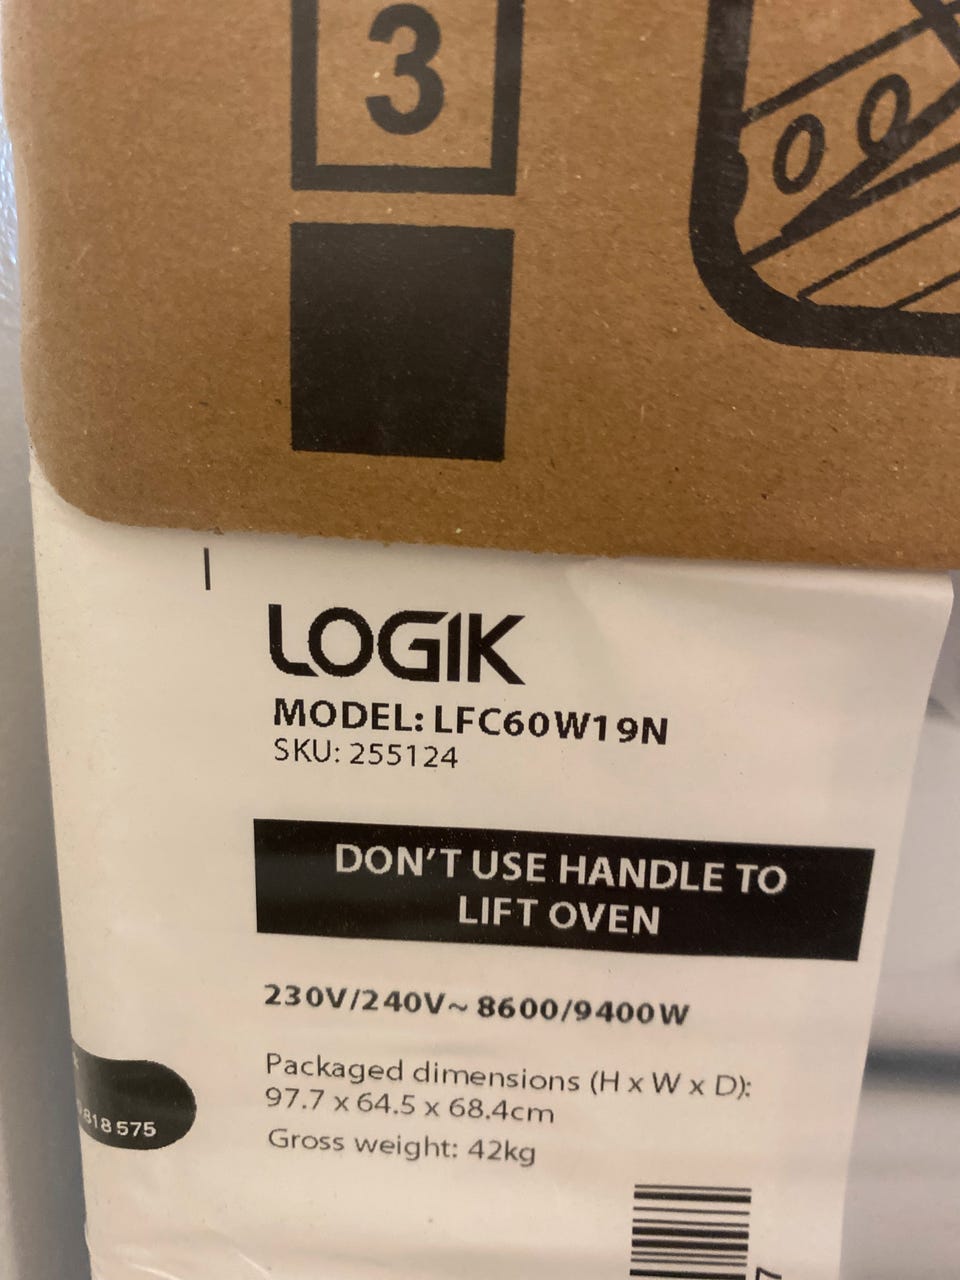 3
LOGIK
MODEL: LFC60W19N
SKU: 255124
DON'T USE HANDLE TO
LIFT OVEN
230V/240V~ 8600/9400W
Packaged dimensions (H x W x D):
97.7 x 64.5 x 68.4cm
818 575
Gross weight: 42kg
7